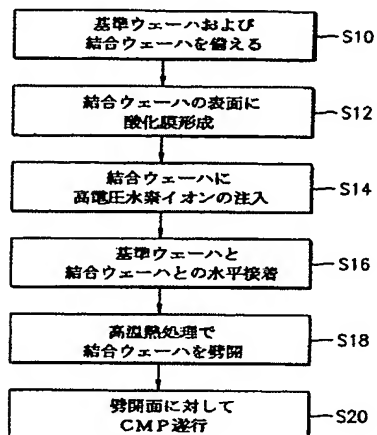 基準ウェーハおよび
結合ウェーハを備える
S10
結合ウェーハの表面に
酸化膜形成
S12
結合ウェーハに
高電圧水素イオンの注入
S14
基準ウェーハと
結合ウェーハとの水平接着
S16
高温熱処理で
結合ウェーハを劈開
S18
劈開面に対して
CMP遂行
S20